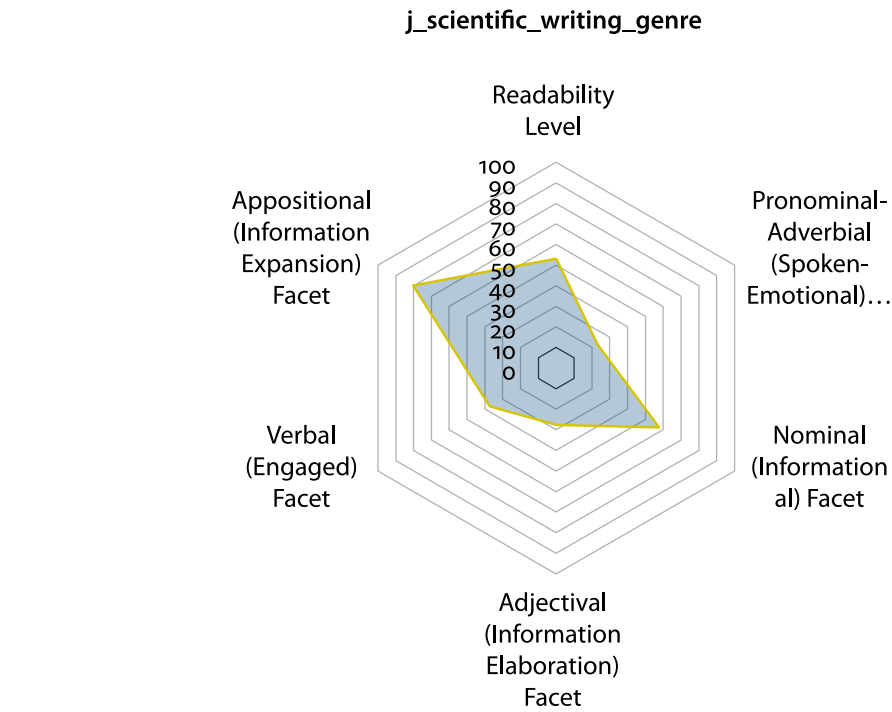 j_scientific_writing_genre
Readability
Level
100
90
80
70
60
50
40
30
20
10
0
Pronominal-
Adverbial
(Spoken-
Emotional)…
Nominal
(Information
al) Facet
Adjectival
(Information
Elaboration)
Facet
Verbal
(Engaged)
Facet
Appositional
(Information
Expansion)
Facet